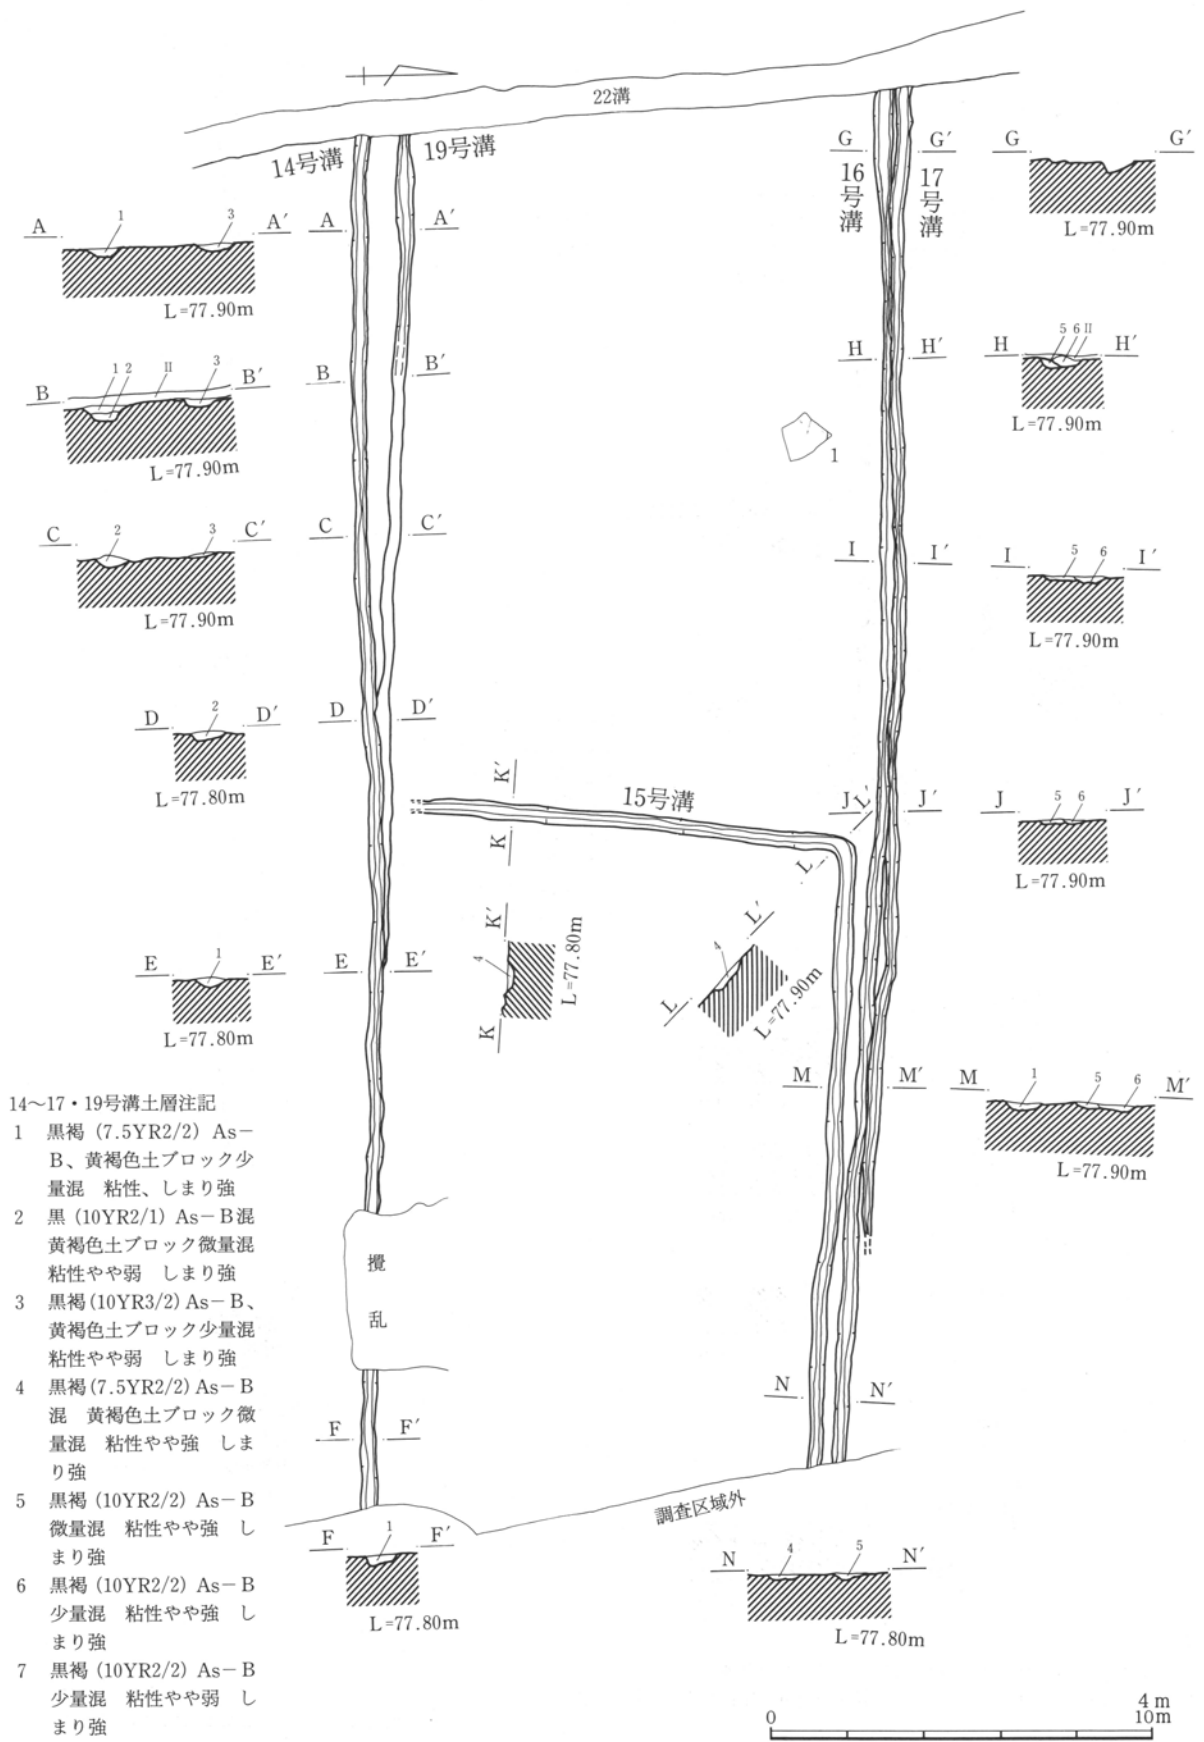 22溝
14号溝
19号溝
16号溝
17号溝
G
G′
G
G′
L=77.90m
A
1
3
A′
A
A′
L=77.90m
H
H′
H
5
6
II
H′
L=77.90m
B
1
2
II
3
B′
B
B′
L=77.90m
1
C
2
3
C′
C
C′
L=77.90m
I
I′
I
5
6
I′
L=77.90m
D
2
D′
D
D′
L=77.80m
K′
K
15号溝
L′
L
J
J′
J
5
6
J′
L=77.90m
E
1
E′
E
E′
L=77.80m
K′
4
K
L=77.80m
L′
4
L
L=77.90m
M
M′
M
1
5
6
M′
L=77.90m
14～17・19号溝土層注記
1 黒褐(7.5YR2/2) As－
B、黄褐色土ブロック少
量混 粘性、しまり強
2 黒(10YR2/1) As－B混
黄褐色土ブロック微量混
粘性やや弱 しまり強
3 黒褐(10YR3/2) As－B、
黄褐色土ブロック少量混
粘性やや弱 しまり強
4 黒褐(7.5YR2/2) As－B
混 黄褐色土ブロック微
量混 粘性やや強 しま
り強
5 黒褐(10YR2/2) As－B
微量混 粘性やや強 し
まり強
6 黒褐(10YR2/2) As－B
少量混 粘性やや強 し
まり強
7 黒褐(10YR2/2) As－B
少量混 粘性やや弱 し
まり強
攪
乱
N
N′
F
F′
調査区域外
F
1
F′
L=77.80m
N
4
5
N′
L=77.80m
0
4m
10m